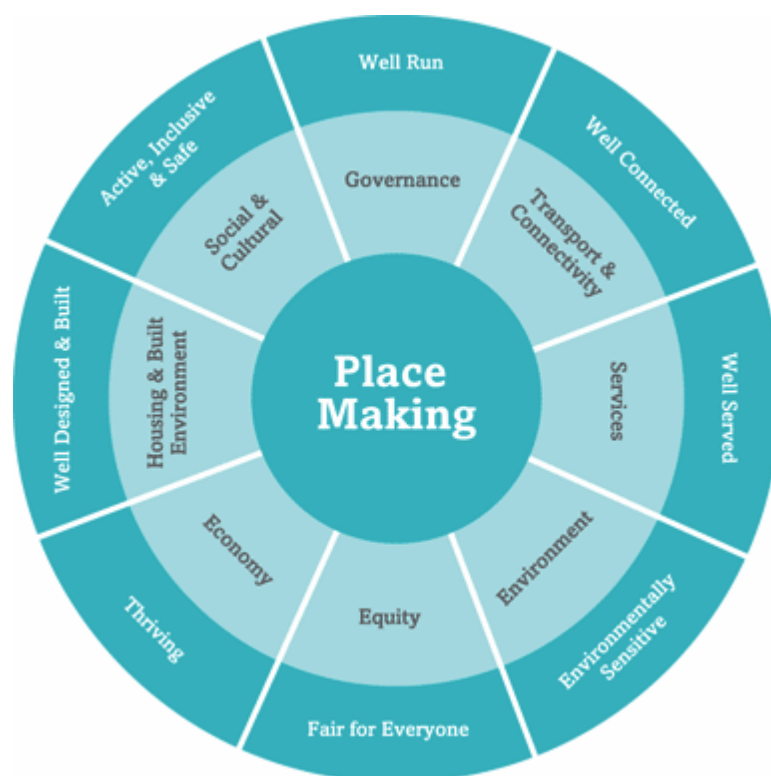 Place
Making
Well Run
Governance
Well Connected
Transport &
Connectivity
Well Served
Services
Environmentally
Sensitive
Environment
Fair for Everyone
Equity
Thriving
Economy
Well Designed & Built
Housing & Built
Environment
Active, Inclusive
& Safe
Social &
Cultural